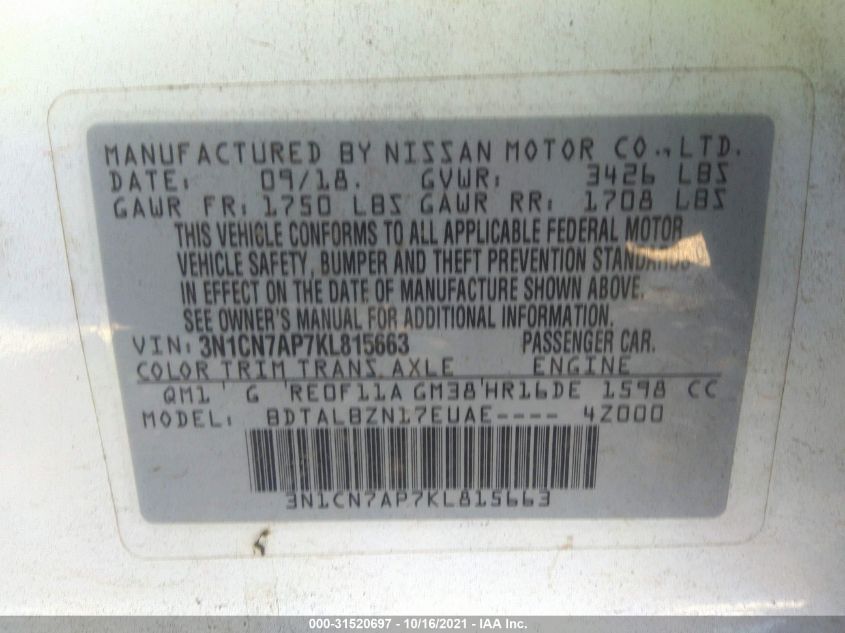 MANUFACTURED BY NISSAN MOTOR CO., LTD.
DATE: 09/18. GVWR: 3426 LBS
GAWR FR: 1750 LBS GAWR RR: 1708 LBS
THIS VEHICLE CONFORMS TO ALL APPLICABLE FEDERAL MOTOR
VEHICLE SAFETY, BUMPER AND THEFT PREVENTION STANDARDS
IN EFFECT ON THE DATE OF MANUFACTURE SHOWN ABOVE.
SEE OWNER'S MANUAL FOR ADDITIONAL INFORMATION.
VIN: 3N1CN7AP7KL815663 PASSENGER CAR.
COLOR TRIM TRANS. AXLE ENGINE
QM1 G RE0F11A GM38 HR16DE 1598 CC
MODEL: BDTALBZN17EUAE---- 4Z000
3N1CN7AP7KL815663
000-31520697 - 10/16/2021 - IAA Inc.